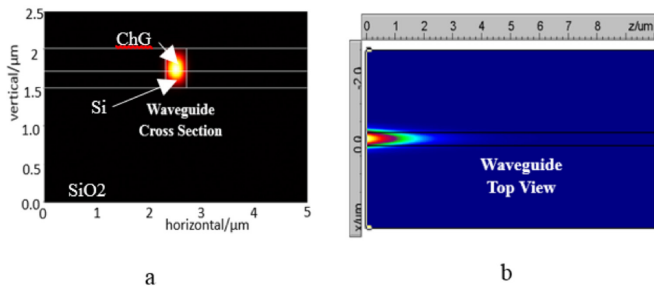 2.5
2
1.5
1.0
0.5
0.0
vertical/μm
ChG
Si
Waveguide
Cross Section
SiO2
0 1 2 3 4 5
horizontal/μm
a
0 1 2 3 4 5 6 7 8 z/μm
-2.0
0.0
x/μm
Waveguide
Top View
b